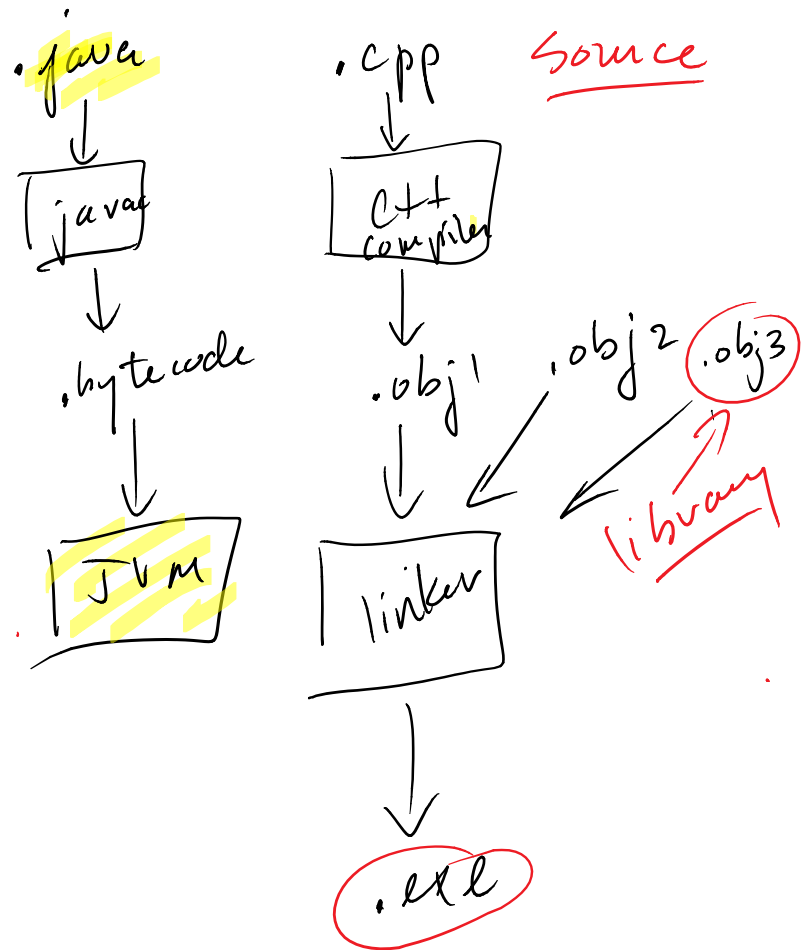 .java .cpp Source
javac
C++
compiler
.bytecode .obj1 .obj2 .obj3
library
JVM linker
.exe